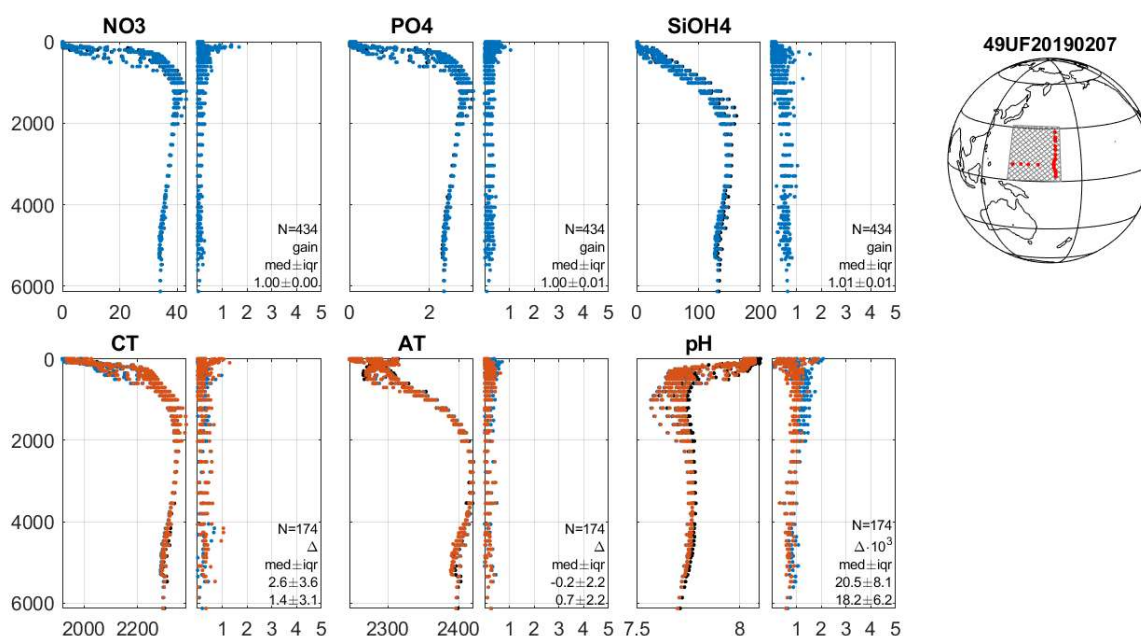 NO3 PO4 SiOH4
49UF20190207
0
2000
4000
6000
N=434
gain
med±iqr
1.00±0.00
N=434
gain
med±iqr
1.00±0.01
N=434
gain
med±iqr
1.01±0.01
0 20 40 1 2 3 4 5 0 2 1 2 3 4 5 0 100 200 1 2 3 4 5
CT AT pH
0
2000
4000
6000
N=174
Δ
med±iqr
2.6±3.6
1.4±3.1
N=174
Δ
med±iqr
-0.2±2.2
0.7±2.2
N=174
Δ·10³
med±iqr
20.5±8.1
18.2±6.2
2000 2200 1 2 3 4 5 2300 2400 1 2 3 4 5 7.5 8 1 2 3 4 5